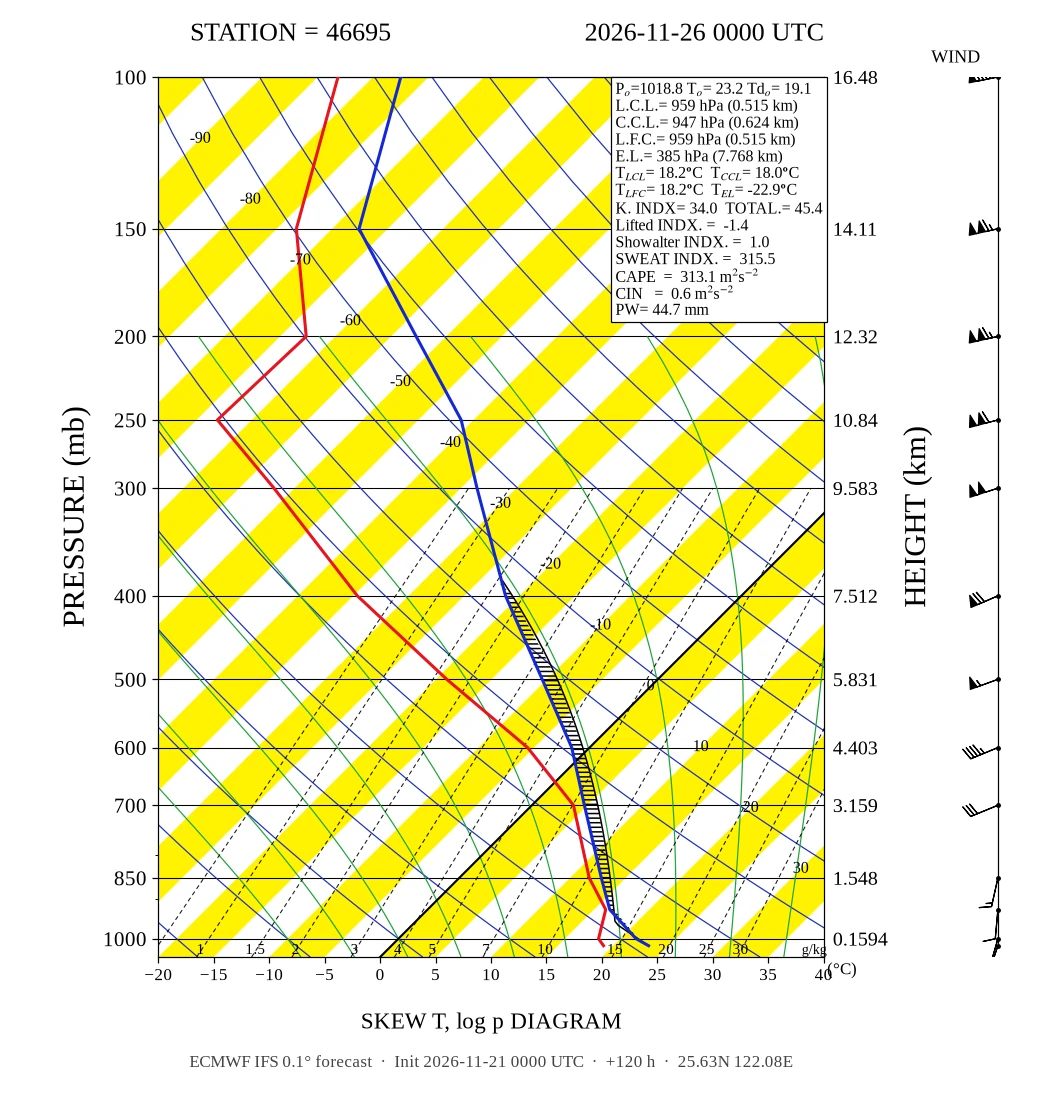 STATION = 46695
2026-11-26 0000 UTC
WIND
100
16.48
Pₒ=1018.8 Tₒ= 23.2 Tdₒ= 19.1
L.C.L.= 959 hPa (0.515 km)
C.C.L.= 947 hPa (0.624 km)
L.F.C.= 959 hPa (0.515 km)
E.L.= 385 hPa (7.768 km)
T_LCL= 18.2°C T_CCL= 18.0°C
T_LFC= 18.2°C T_EL= -22.9°C
K. INDX= 34.0 TOTAL.= 45.4
Lifted INDX. = -1.4
Showalter INDX. = 1.0
SWEAT INDX. = 315.5
CAPE = 313.1 m²s⁻²
CIN = 0.6 m²s⁻²
PW= 44.7 mm
-90
-80
150
14.11
-70
-60
200
12.32
-50
250
10.84
-40
300
9.583
-30
-20
400
7.512
-10
500
5.831
0
600
4.403
10
700
3.159
20
850
1.548
30
1000
0.1594
1 1.5 2 3 4 5 7 10 15 20 25 30 g/kg
−20 −15 −10 −5 0 5 10 15 20 25 30 35 40
(°C)
PRESSURE (mb)
HEIGHT (km)
SKEW T, log p DIAGRAM
ECMWF IFS 0.1° forecast · Init 2026-11-21 0000 UTC · +120 h · 25.63N 122.08E